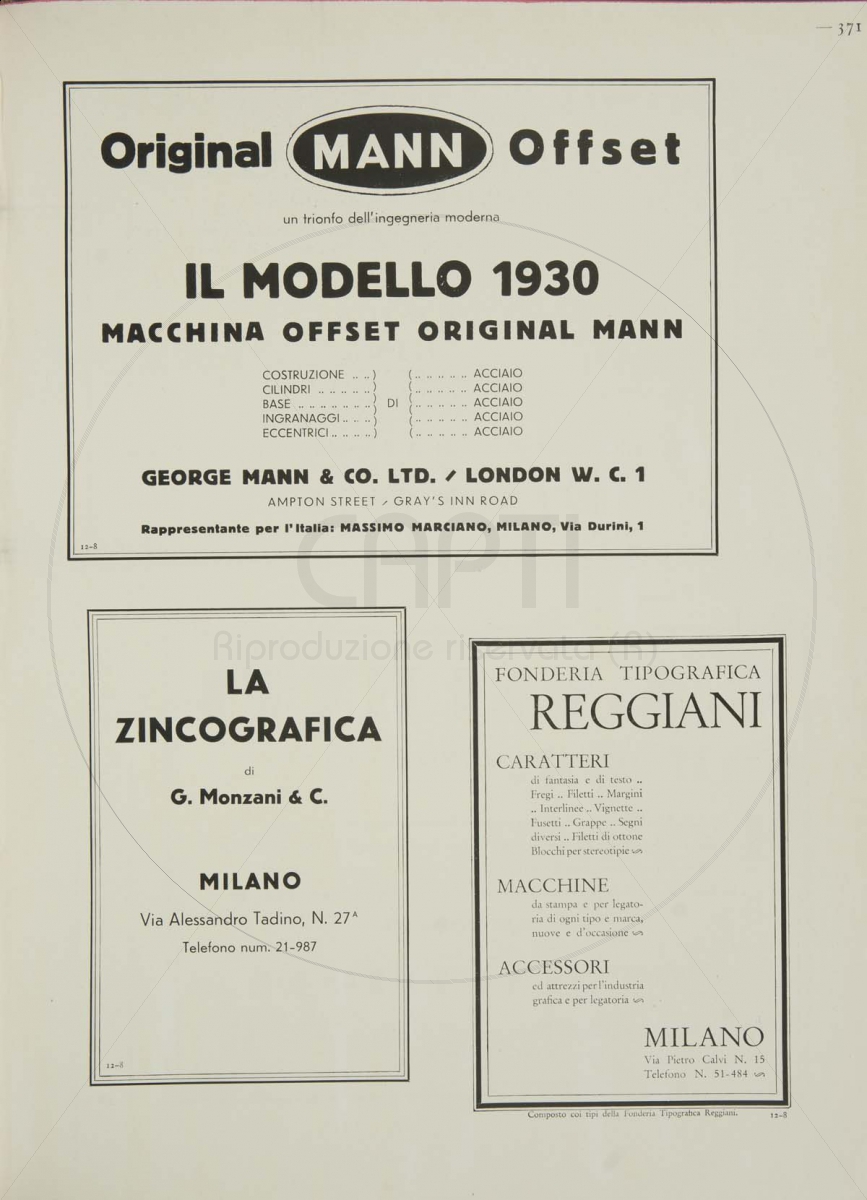 — 371
Original MANN Offset
un trionfo dell'ingegneria moderna
IL MODELLO 1930
MACCHINA OFFSET ORIGINAL MANN
COSTRUZIONE .. ..) (.. .. .. .. .. ACCIAIO
CILINDRI .. .. .. .. ..) (.. .. .. .. .. ACCIAIO
BASE .. .. .. .. .. .. ..) DI (.. .. .. .. .. ACCIAIO
INGRANAGGI .. .. ..) (.. .. .. .. .. ACCIAIO
ECCENTRICI .. .. .. ..) (.. .. .. .. .. ACCIAIO
GEORGE MANN & CO. LTD. / LONDON W. C. 1
AMPTON STREET / GRAY'S INN ROAD
Rappresentante per l'Italia: MASSIMO MARCIANO, MILANO, Via Durini, 1
12-8
CAPTI
Riproduzione riservata (R)
LA
ZINCOGRAFICA
di
G. Monzani & C.
MILANO
Via Alessandro Tadino, N. 27ᴬ
Telefono num. 21-987
12-8
FONDERIA TIPOGRAFICA
REGGIANI
CARATTERI
di fantasia e di testo ..
Fregi .. Filetti .. Margini
.. Interlinee .. Vignette ..
Fusetti .. Grappe .. Segni
diversi .. Filetti di ottone
Blocchi per stereotipie
MACCHINE
da stampa e per legato-
ria di ogni tipo e marca,
nuove e d'occasione
ACCESSORI
ed attrezzi per l'industria
grafica e per legatoria
MILANO
Via Pietro Calvi N. 15
Telefono N. 51-484
Composto coi tipi della Fonderia Tipografica Reggiani. 12-8